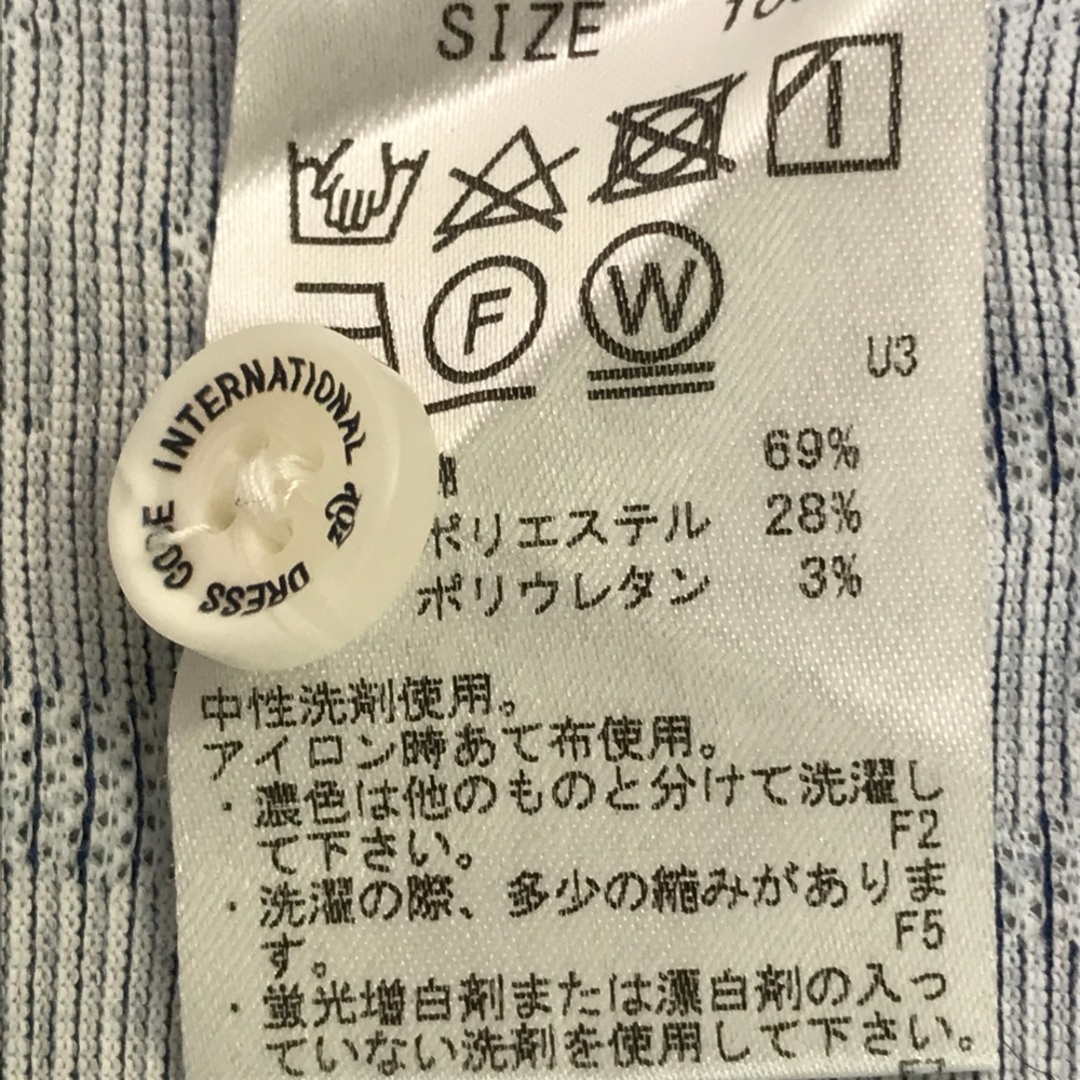 SIZE
F
W
U3
69%
ポリエステル 28%
ポリウレタン 3%
INTERNATIONAL
DRESS CODE
中性洗剤使用。
アイロン時あて布使用。
・濃色は他のものと分けて洗濯し
て下さい。 F2
・洗濯の際、多少の縮みがありま
す。 F5
・蛍光増白剤または漂白剤の入っ
ていない洗剤を使用して下さい。